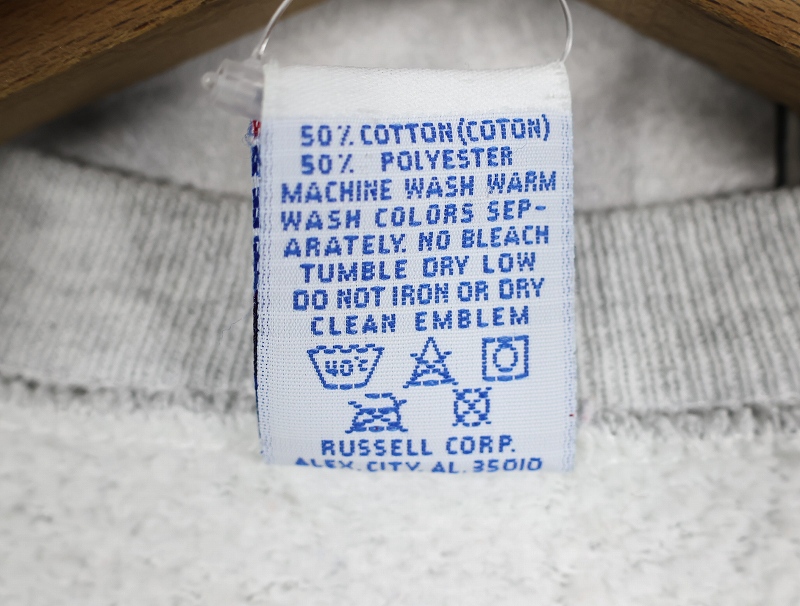 50% COTTON (COTON)
50% POLYESTER
MACHINE WASH WARM
WASH COLORS SEP-
ARATELY. NO BLEACH
TUMBLE DRY LOW
DO NOT IRON OR DRY
CLEAN EMBLEM
40°C
RUSSELL CORP.
ALEX. CITY, AL. 35010